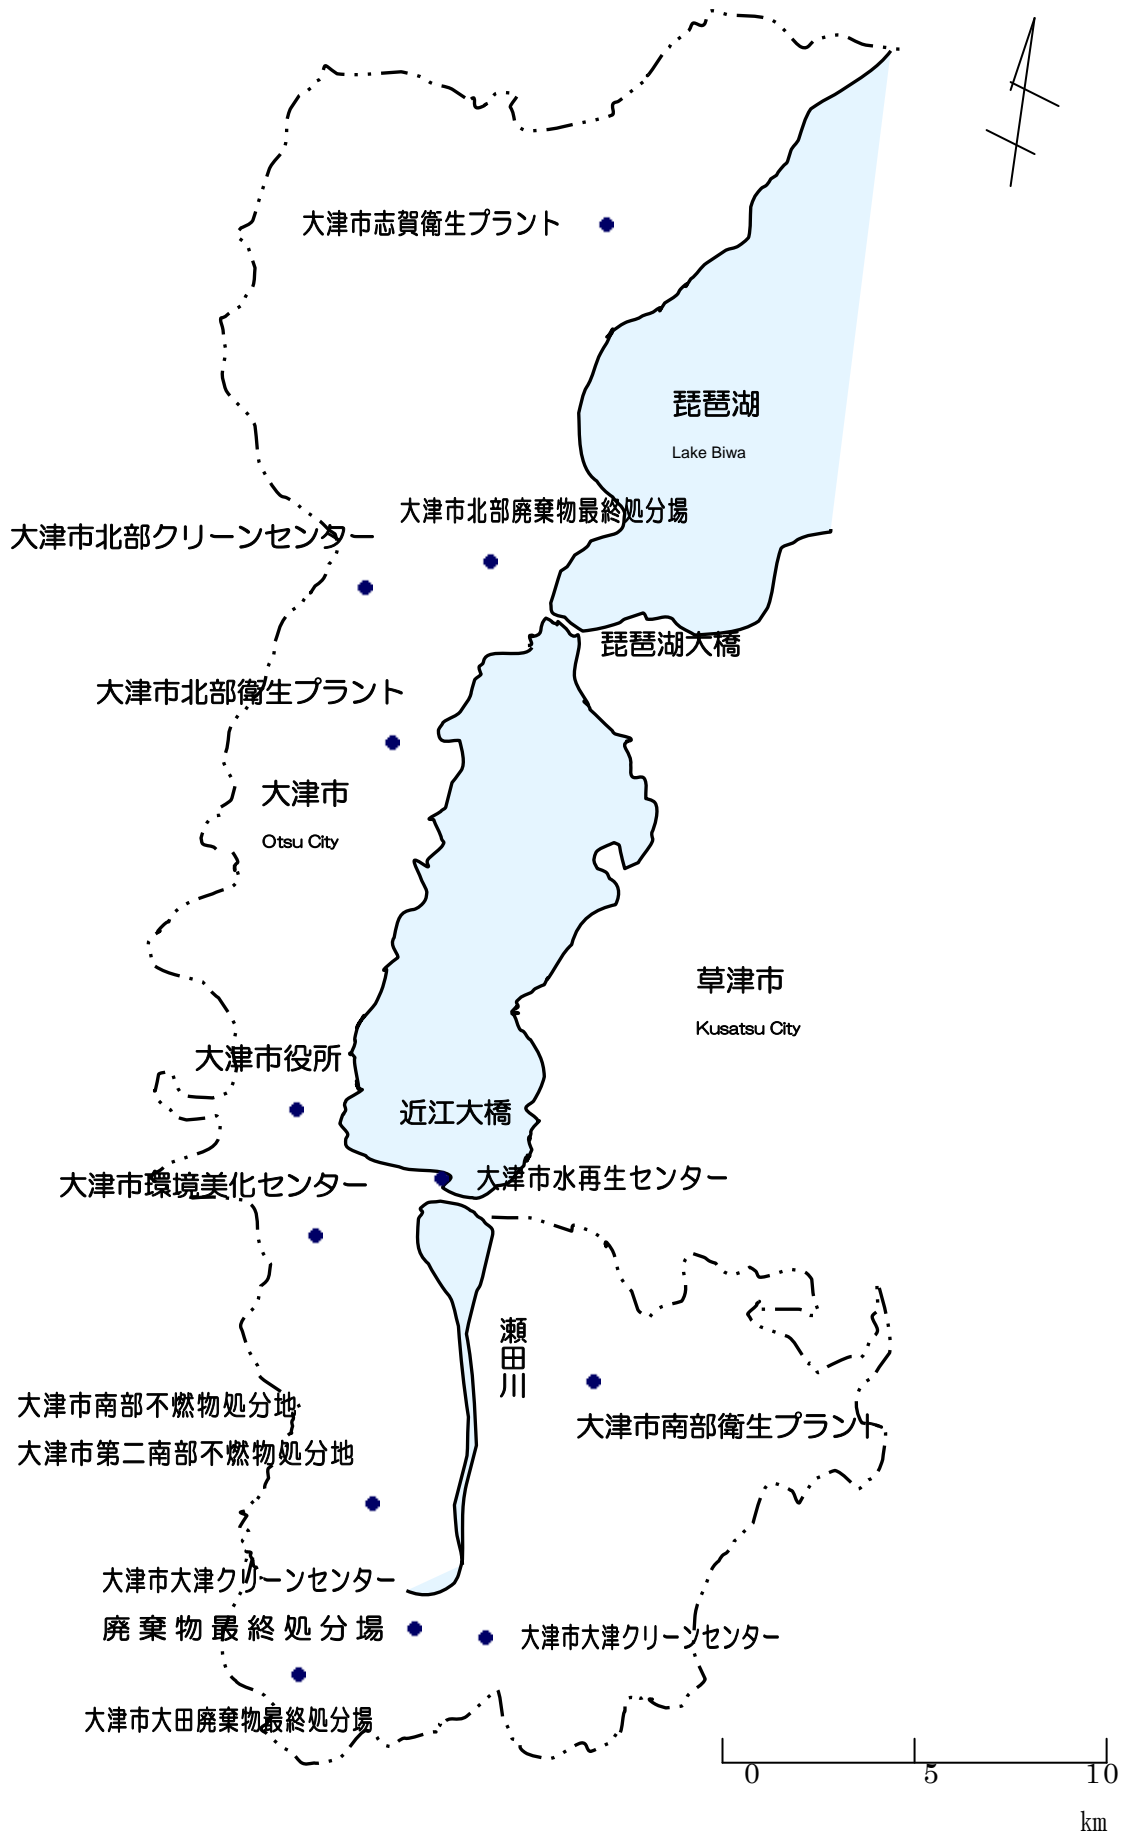 大津市志賀衛生プラント
琵琶湖
Lake Biwa
大津市北部廃棄物最終処分場
大津市北部クリーンセンター
琵琶湖大橋
大津市北部衛生プラント
大津市
Otsu City
草津市
Kusatsu City
大津市役所
近江大橋
大津市水再生センター
大津市環境美化センター
瀬田川
大津市南部不燃物処分地
大津市南部衛生プラント
大津市第二南部不燃物処分地
大津市大津クリーンセンター
廃棄物最終処分場
大津市大津クリーンセンター
大津市大田廃棄物最終処分場
0 5 10
km